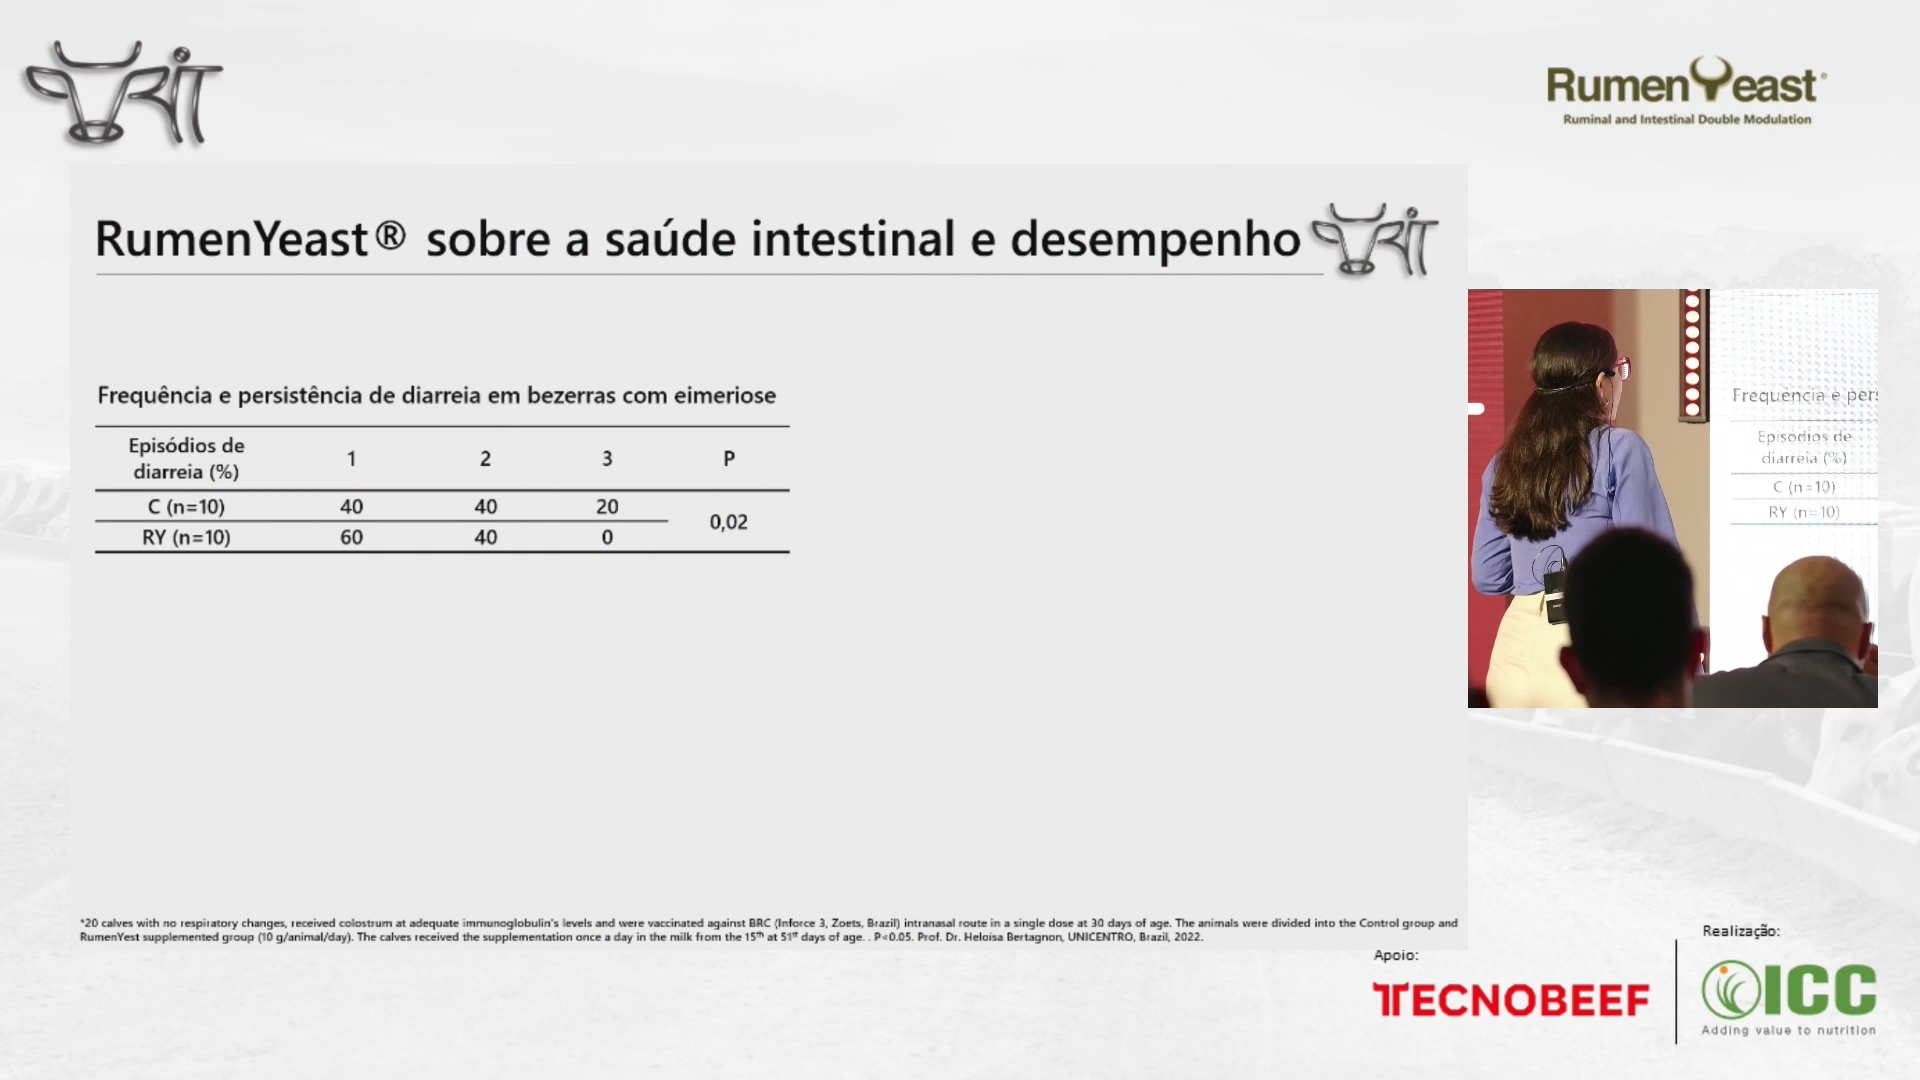 RIT
RumenYeast®
Ruminal and Intestinal Double Modulation
RumenYeast® sobre a saúde intestinal e desempenho
RIT
Frequência e persistência de diarreia em bezerras com eimeriose
Episódios de
diarreia (%) 1 2 3 P
C (n=10) 40 40 20
0,02
RY (n=10) 60 40 0
Frequência e pers
Episódios de
diarreia (%)
C (n=10)
RY (n=10)
*20 calves with no respiratory changes, received colostrum at adequate immunoglobulin's levels and were vaccinated against BRC (Inforce 3, Zoets, Brazil) intranasal route in a single dose at 30 days of age. The animals were divided into the Control group and
RumenYest supplemented group (10 g/animal/day). The calves received the supplementation once a day in the milk from the 15th at 51st days of age. . P<0.05. Prof. Dr. Heloísa Bertagnon, UNICENTRO, Brazil, 2022.
Apoio:
TECNOBEEF
Realização:
ICC
Adding value to nutrition